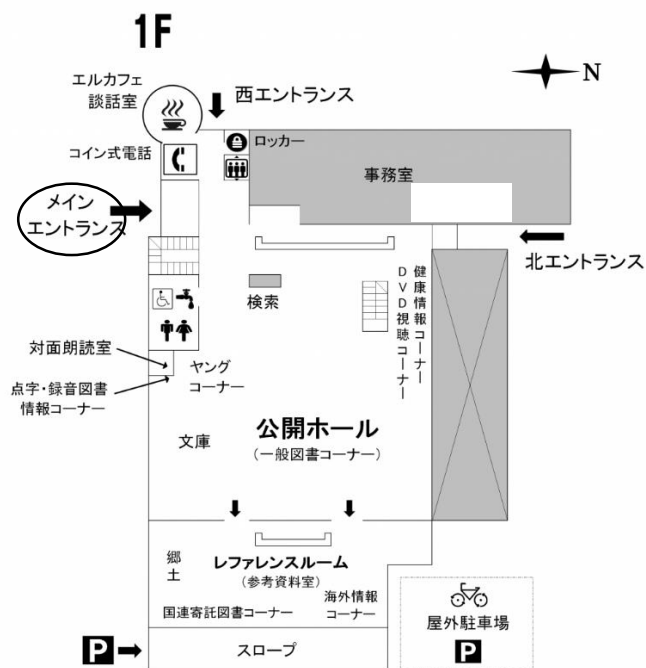 1F
N
エルカフェ
談話室
西エントランス
コイン式電話
ロッカー
事務室
メイン
エントランス
北エントランス
検索
健康情報コーナー
DVD視聴コーナー
対面朗読室
点字・録音図書
情報コーナー
ヤング
コーナー
文庫
公開ホール
(一般図書コーナー)
郷土
レファレンスルーム
(参考資料室)
国連寄託図書コーナー
海外情報
コーナー
屋外駐車場
P
P
スロープ